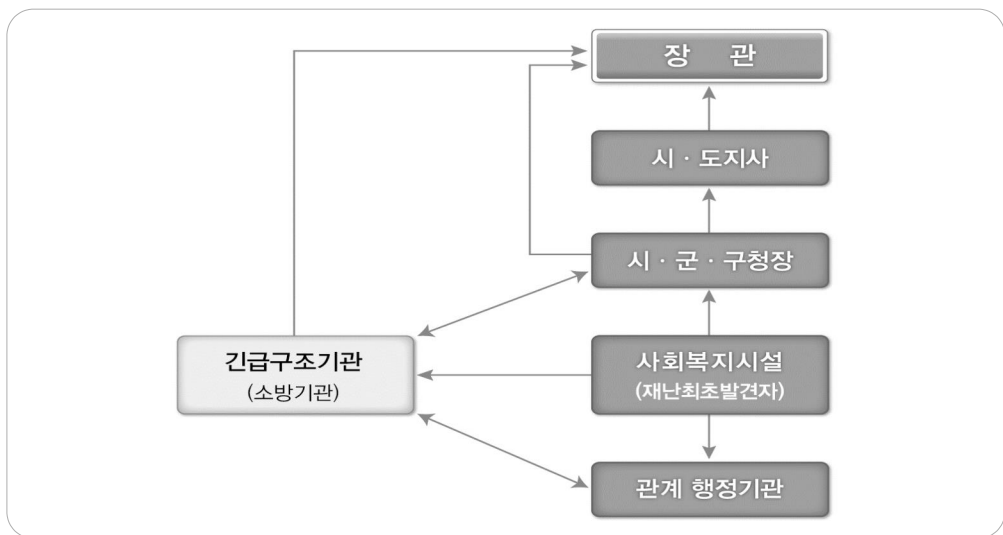 장 관
시 · 도지사
시 · 군 · 구청장
긴급구조기관
(소방기관)
사회복지시설
(재난최초발견자)
관계 행정기관